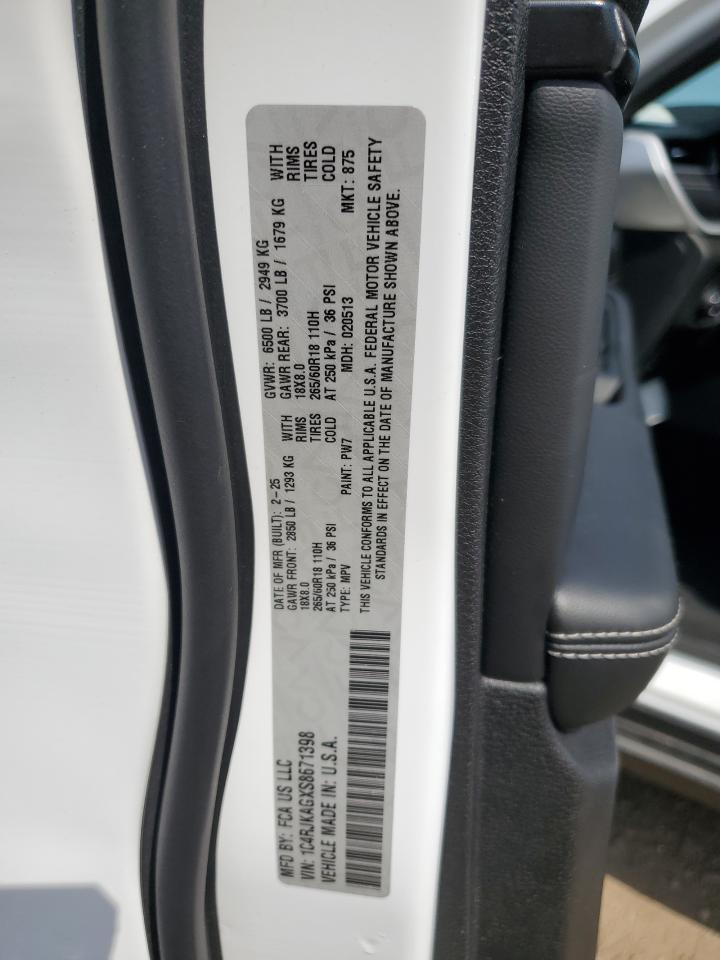 MFD BY: FCA US LLC
VIN: 1C4RJKAGXS8671398
VEHICLE MADE IN: U.S.A.
DATE OF MFR (BUILT): 2-25 GVWR: 6500 LB / 2949 KG
GAWR FRONT: 2850 LB / 1293 KG WITH GAWR REAR: 3700 LB / 1679 KG WITH
18X8.0 RIMS 18X8.0 RIMS
265/60R18 110H TIRES 265/60R18 110H TIRES
AT 250 kPa / 36 PSI COLD AT 250 kPa / 36 PSI COLD
TYPE: MPV PAINT: PW7 MDH: 020513 MKT: 875
THIS VEHICLE CONFORMS TO ALL APPLICABLE U.S.A. FEDERAL MOTOR VEHICLE SAFETY
STANDARDS IN EFFECT ON THE DATE OF MANUFACTURE SHOWN ABOVE.